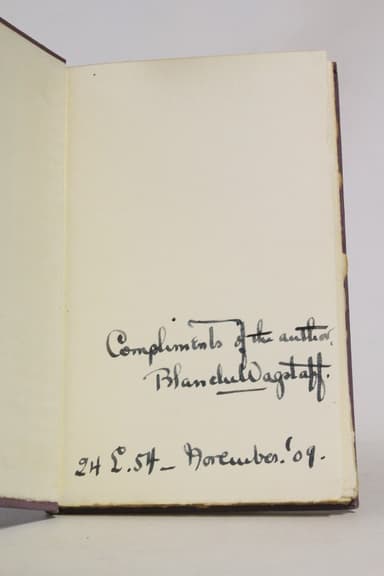 Compliments of the author,
Blanche Wagstaff.
24 E. 54 - November. '09.